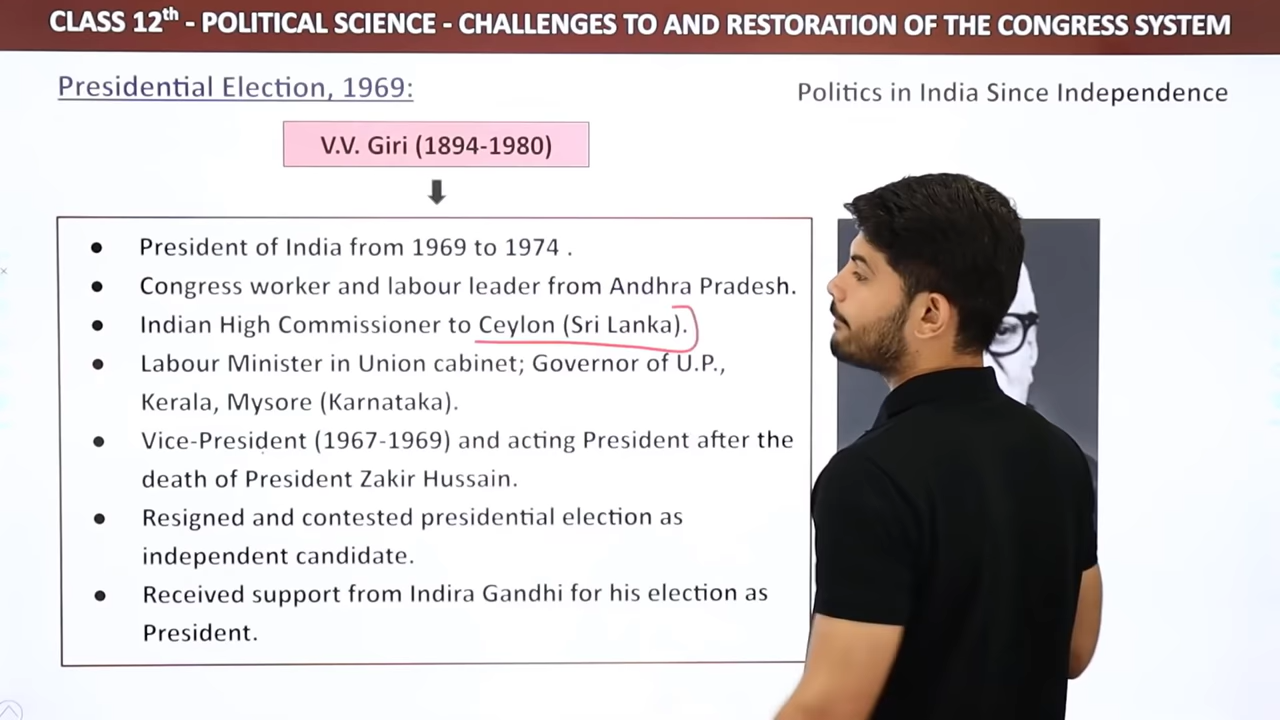 CLASS 12th - POLITICAL SCIENCE - CHALLENGES TO AND RESTORATION OF THE CONGRESS SYSTEM
Presidential Election, 1969:
Politics in India Since Independence
V.V. Giri (1894-1980)
● President of India from 1969 to 1974 .
● Congress worker and labour leader from Andhra Pradesh.
● Indian High Commissioner to Ceylon (Sri Lanka).
● Labour Minister in Union cabinet; Governor of U.P.,
Kerala, Mysore (Karnataka).
● Vice-President (1967-1969) and acting President after the
death of President Zakir Hussain.
● Resigned and contested presidential election as
independent candidate.
● Received support from Indira Gandhi for his election as
President.